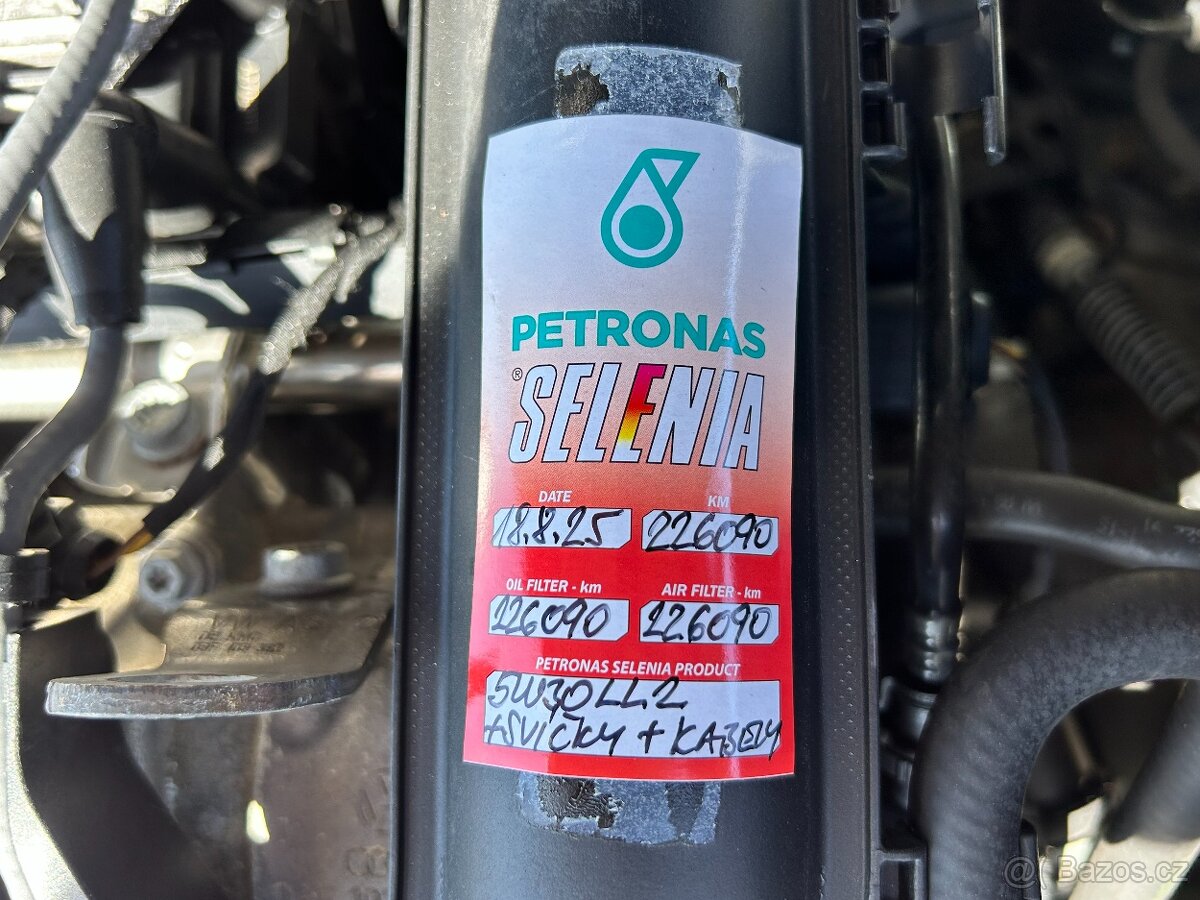 PETRONAS
® SELENIA
DATE KM
18.8.25 226090
OIL FILTER - km AIR FILTER - km
226090 226090
PETRONAS SELENIA PRODUCT
5W30LL2
+SVÍČKY + KABELY
@ Bazos.cz